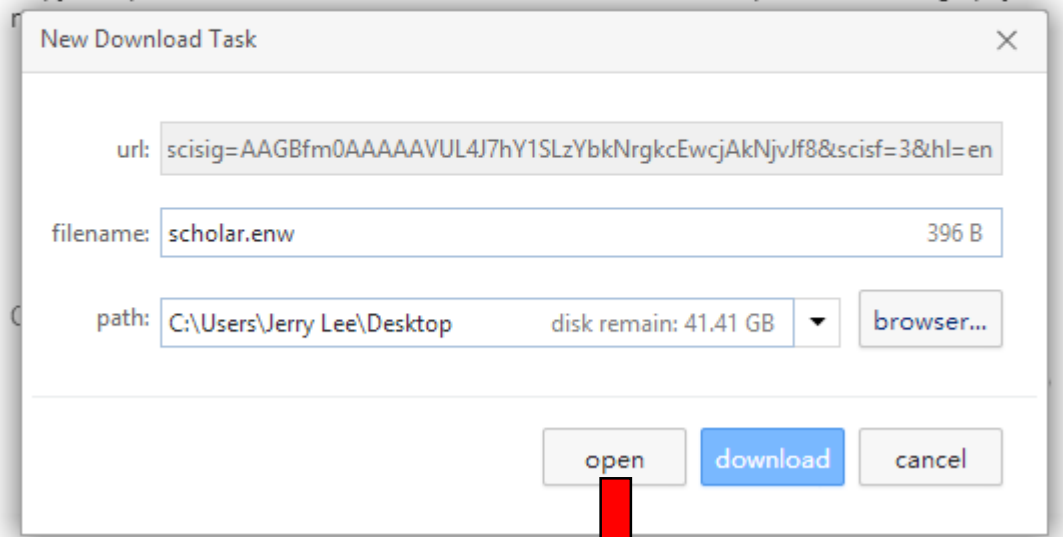 New Download Task
url: scisig=AAGBfm0AAAAAVUL4J7hY1SLzYbkNrgkcEwcjAkNjvJf8&scisf=3&hl=en
filename: scholar.enw 396 B
path: C:\Users\Jerry Lee\Desktop disk remain: 41.41 GB browser...
open download cancel